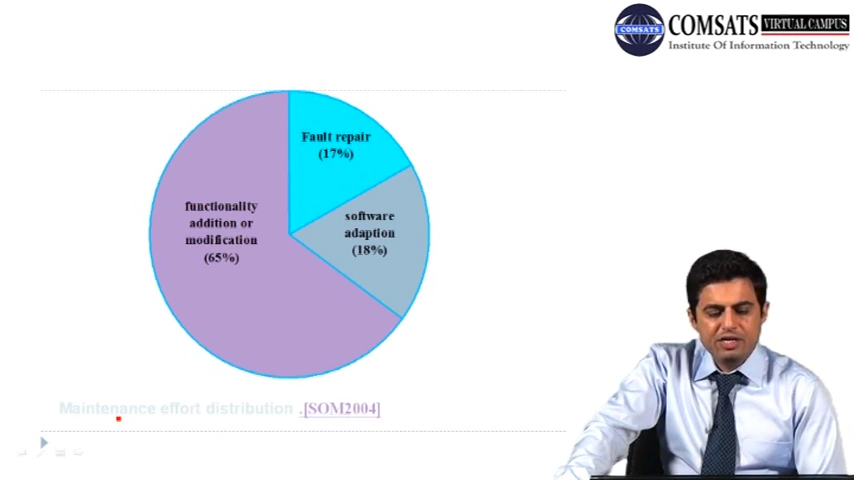 COMSATS VIRTUAL CAMPUS
Institute Of Information Technology
COMSATS
Fault repair
(17%)
functionality
addition or
modification
(65%)
software
adaption
(18%)
Maintenance effort distribution .[SOM2004]